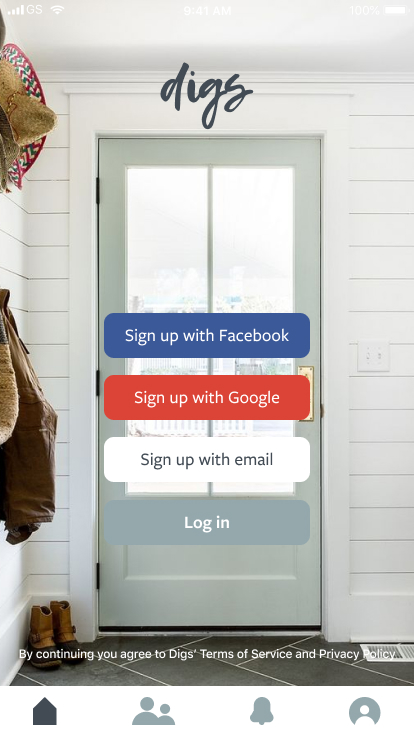 GS
9:41 AM
100%
digs
Sign up with Facebook
Sign up with Google
Sign up with email
Log in
By continuing you agree to Digs' Terms of Service and Privacy Policy.